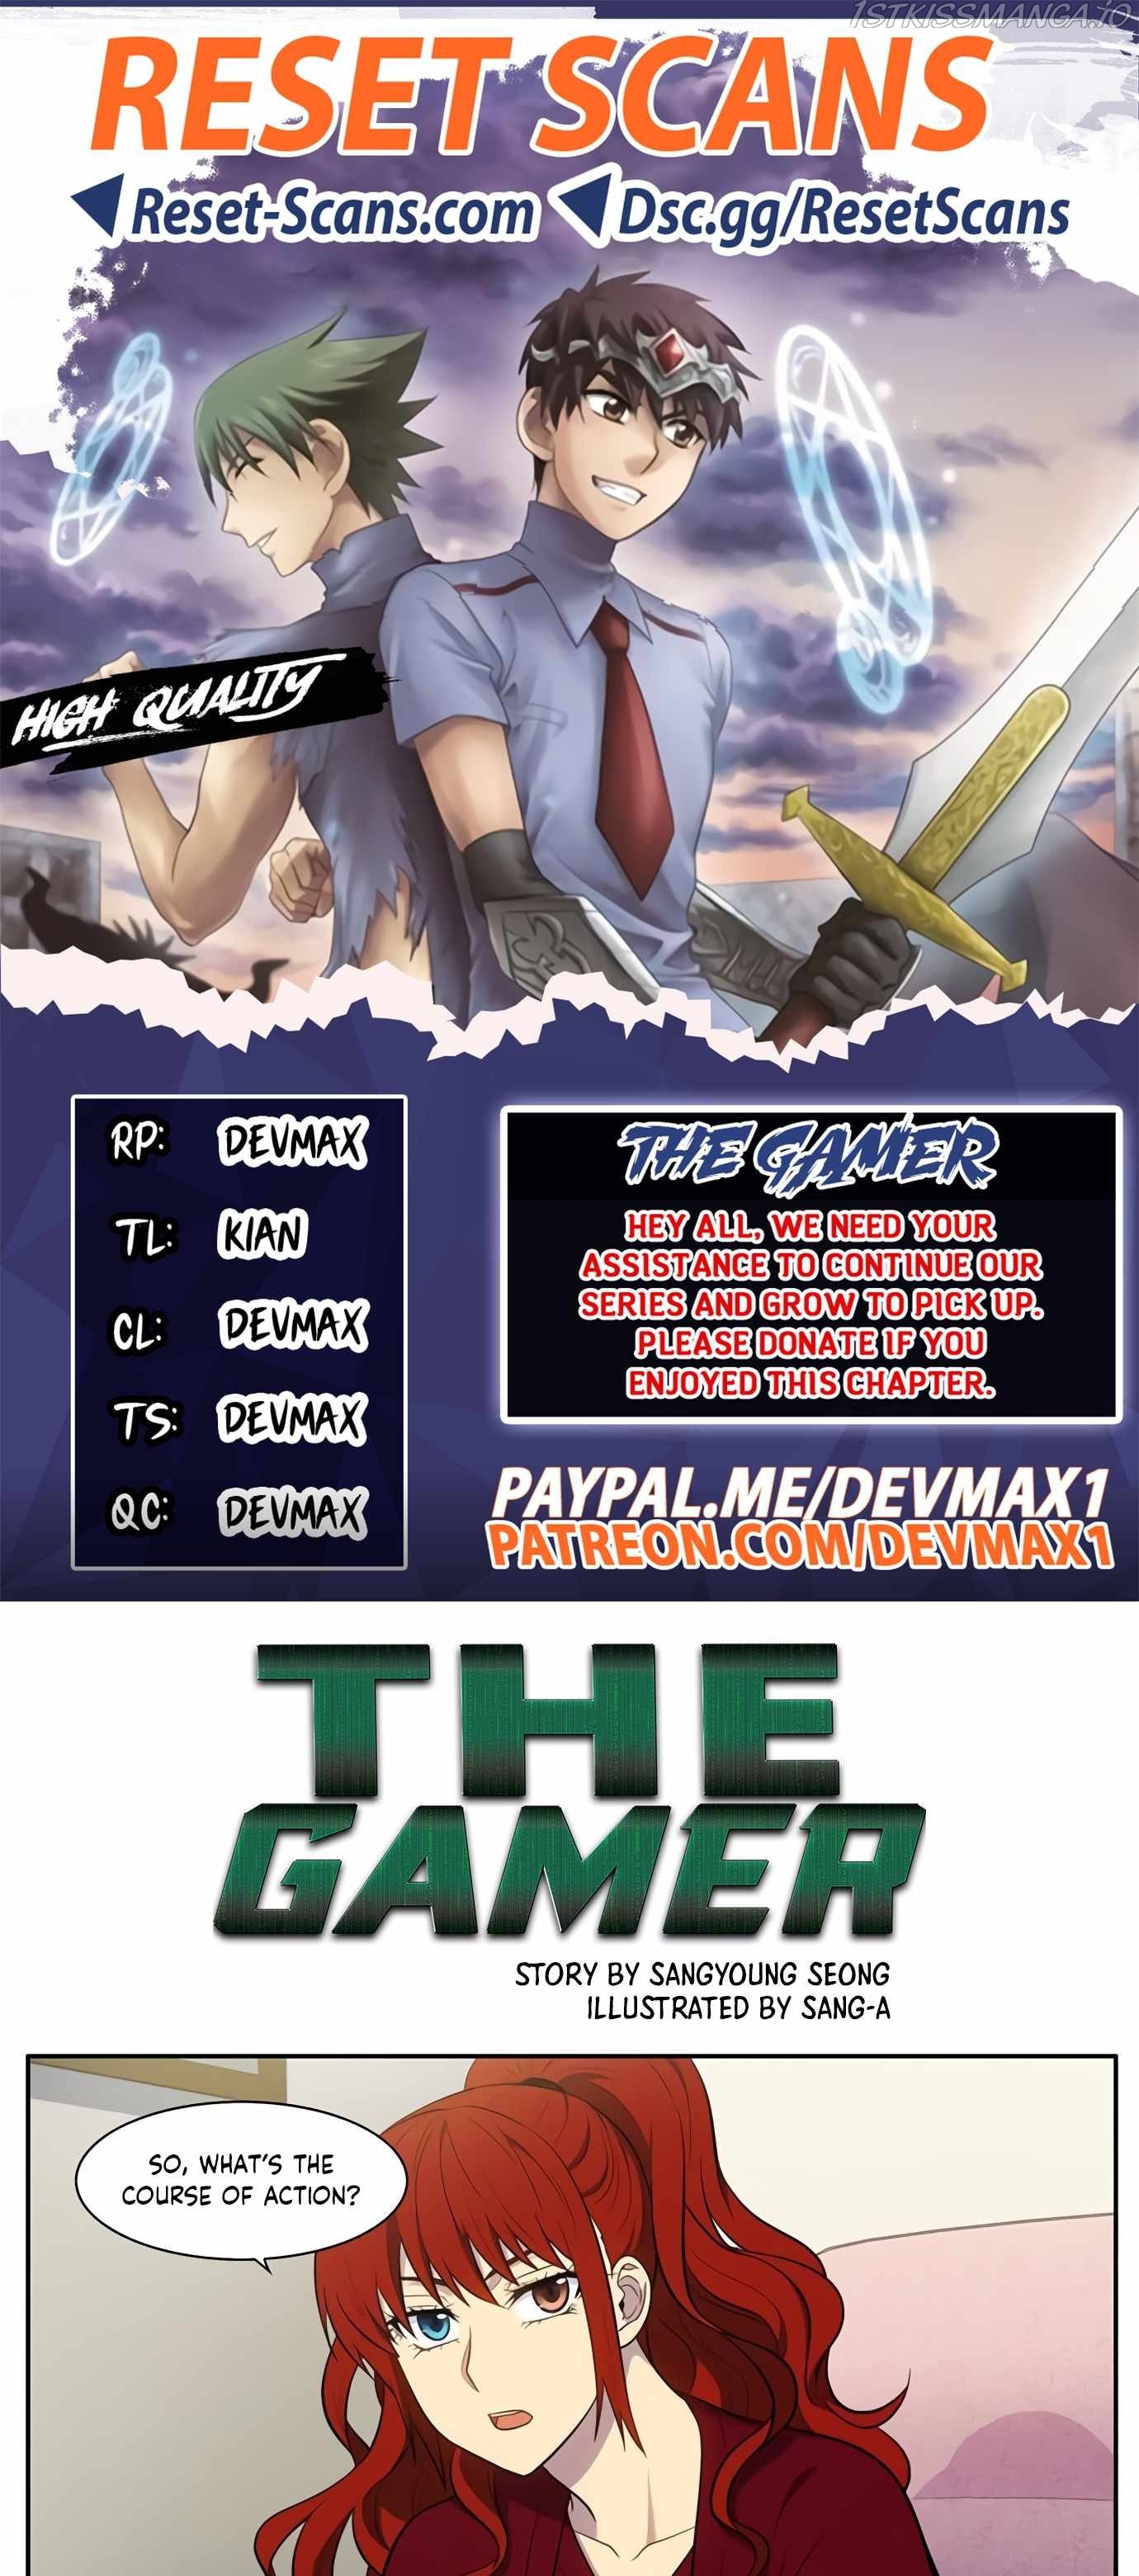 1STKISSMANGA.IO
RESET SCANS
Reset-Scans.com Dsc.gg/ResetScans
HIGH QUALITY
RP: DEVMAX
TL: KIAN
CL: DEVMAX
TS: DEVMAX
QC: DEVMAX
THE GAMER
HEY ALL, WE NEED YOUR
ASSISTANCE TO CONTINUE OUR
SERIES AND GROW TO PICK UP.
PLEASE DONATE IF YOU
ENJOYED THIS CHAPTER.
PAYPAL.ME/DEVMAX1
PATREON.COM/DEVMAX1
THE
GAMER
STORY BY SANGYOUNG SEONG
ILLUSTRATED BY SANG-A
SO, WHAT'S THE
COURSE OF ACTION?